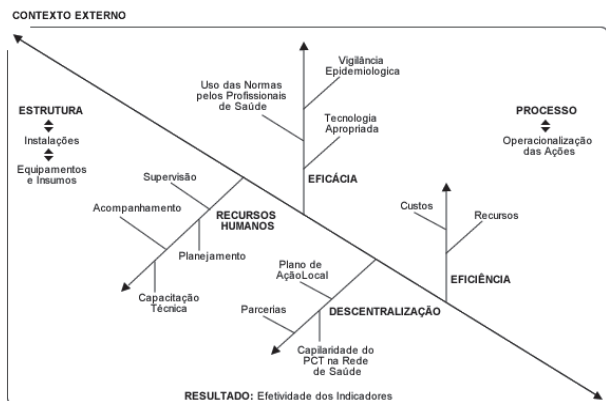 CONTEXTO EXTERNO
Vigilância
Epidemiologica
Uso das Normas
pelos Profissionais
de Saúde
Tecnologia
Apropriada
EFICÁCIA
ESTRUTURA
Instalações
Equipamentos
e Insumos
PROCESSO
Operacionalização
das Ações
Supervisão
Acompanhamento
RECURSOS
HUMANOS
Planejamento
Capacitação
Técnica
Custos
Recursos
EFICIÊNCIA
Plano de
AçãoLocal
Parcerias
DESCENTRALIZAÇÃO
Capilaridade do
PCT na Rede
de Saúde
RESULTADO: Efetividade dos Indicadores